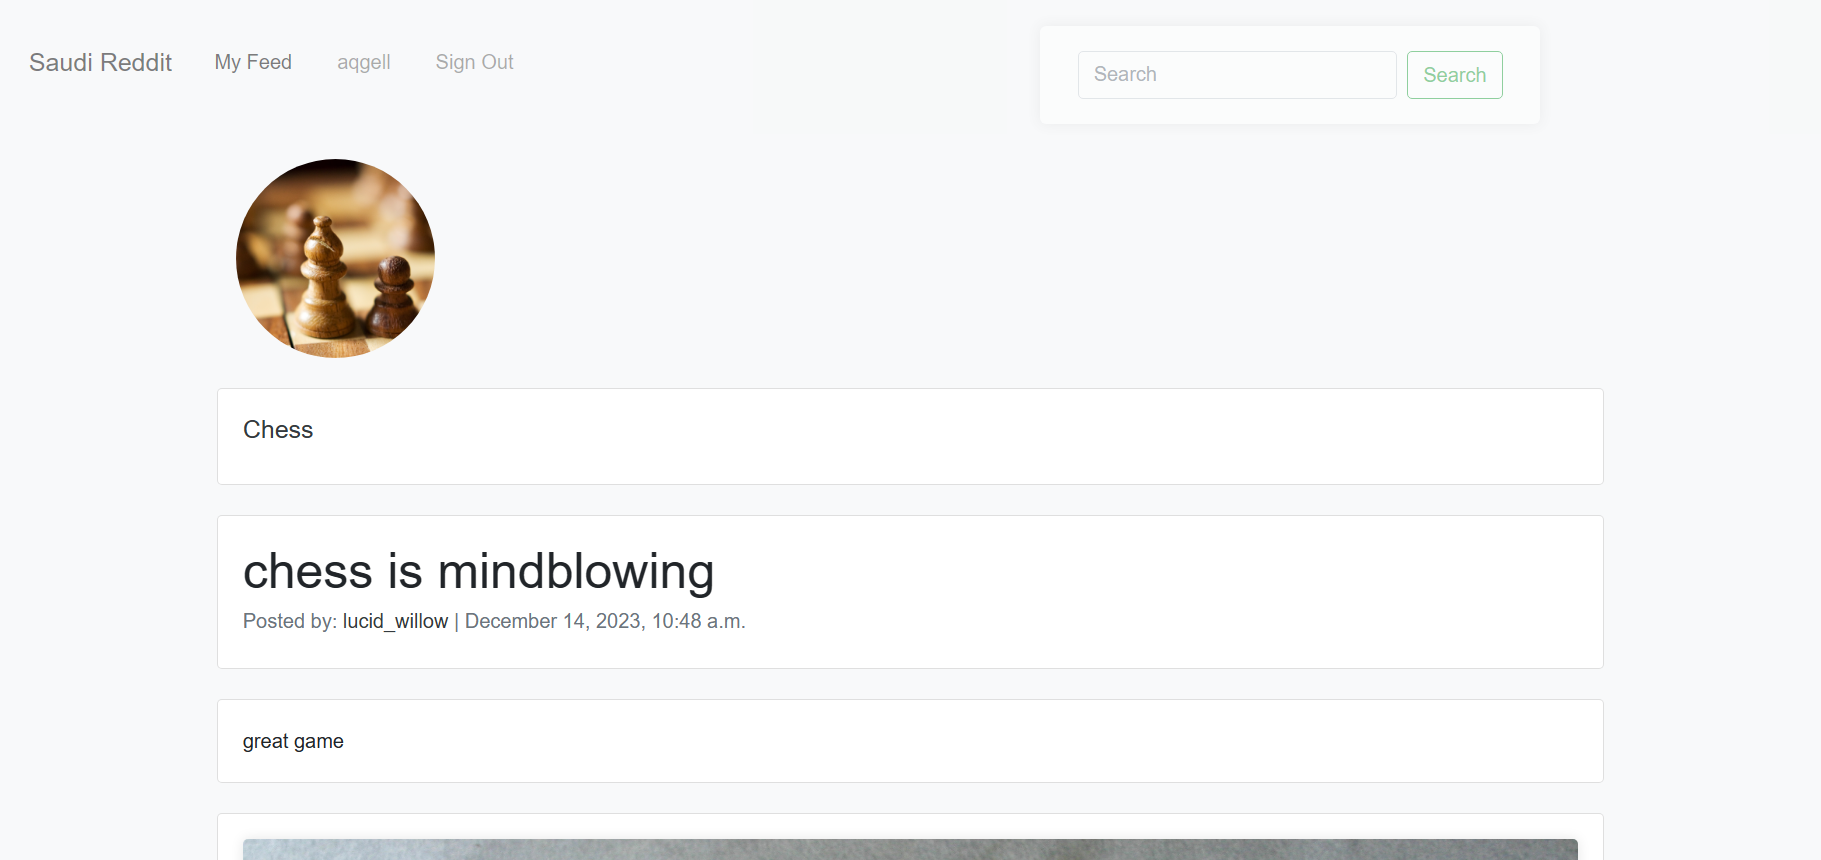 Saudi Reddit My Feed aqgell Sign Out
Search Search
Chess
chess is mindblowing
Posted by: lucid_willow | December 14, 2023, 10:48 a.m.
great game